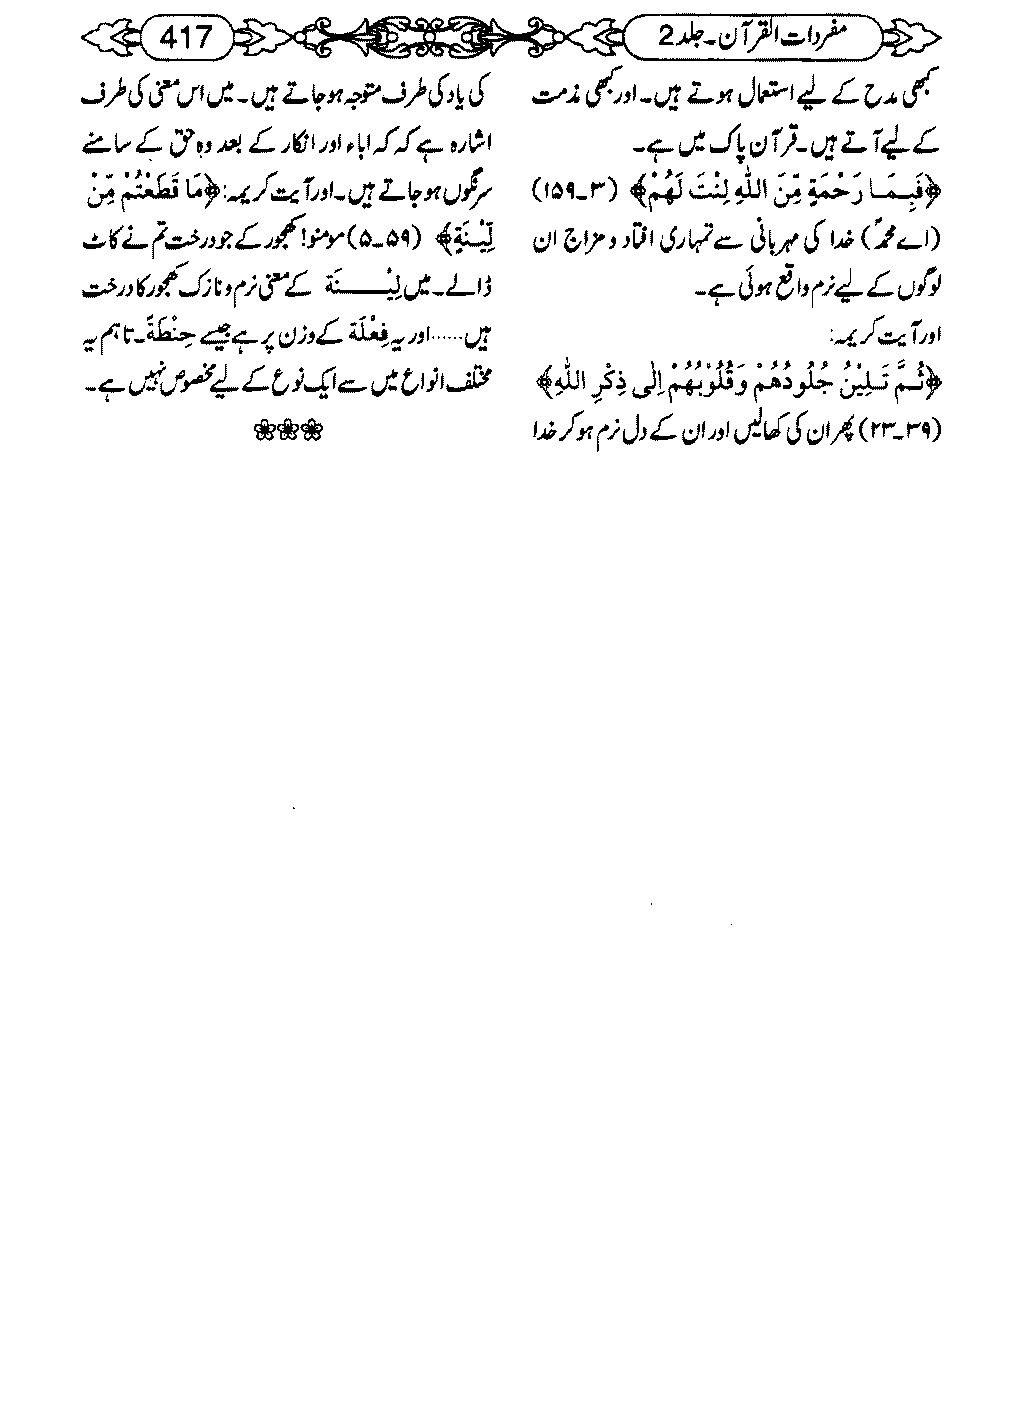 مفردات القرآن۔جلد 2
417
کبھی مدح کے لیے استعمال ہوتے ہیں۔اور کبھی مذمت
کے لیے آتے ہیں۔قرآن پاک میں ہے۔
﴿فَبِمَا رَحْمَةٍ مِّنَ اللّٰهِ لِنْتَ لَهُمْ﴾ (۳۔۱۵۹)
(اے محمدؐ) خدا کی مہربانی سے تمہاری افتاد و مزاج ان
لوگوں کے لیے نرم واقع ہوئی ہے۔
اور آیت کریمہ:
﴿ثُمَّ تَلِيْنُ جُلُودُهُمْ وَقُلُوْبُهُمْ اِلٰى ذِكْرِ اللّٰهِ﴾
(۳۹۔۲۳) پھر ان کی کھالیں اور ان کے دل نرم ہوکر خدا
کی یاد کی طرف متوجہ ہوجاتے ہیں۔میں اس معنی کی طرف
اشارہ ہے کہ کہ اباء اور انکار کے بعد وہ حق کے سامنے
سرنگوں ہوجاتے ہیں۔اور آیت کریمہ:﴿مَا قَطَعْتُمْ مِّنْ
لِّيْنَةٍ﴾ (۵۹۔۵) مومنو! کھجور کے جو درخت تم نے کاٹ
ڈالے۔میں لِيْنَة کے معنی نرم و نازک کھجور کا درخت
ہیں ...... اور یہ فِعْلَة کے وزن پر ہے جیسے حِنْطَةٌ۔تاہم یہ
مختلف انواع میں سے ایک نوع کے لیے مخصوص نہیں ہے۔